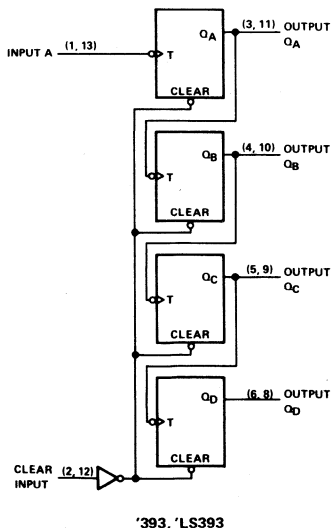 QA (3, 11) OUTPUT
INPUT A (1, 13) T QA
CLEAR
QB (4, 10) OUTPUT
T QB
CLEAR
QC (5, 9) OUTPUT
T QC
CLEAR
QD (6, 8) OUTPUT
T QD
CLEAR (2, 12) CLEAR
INPUT
'393, 'LS393